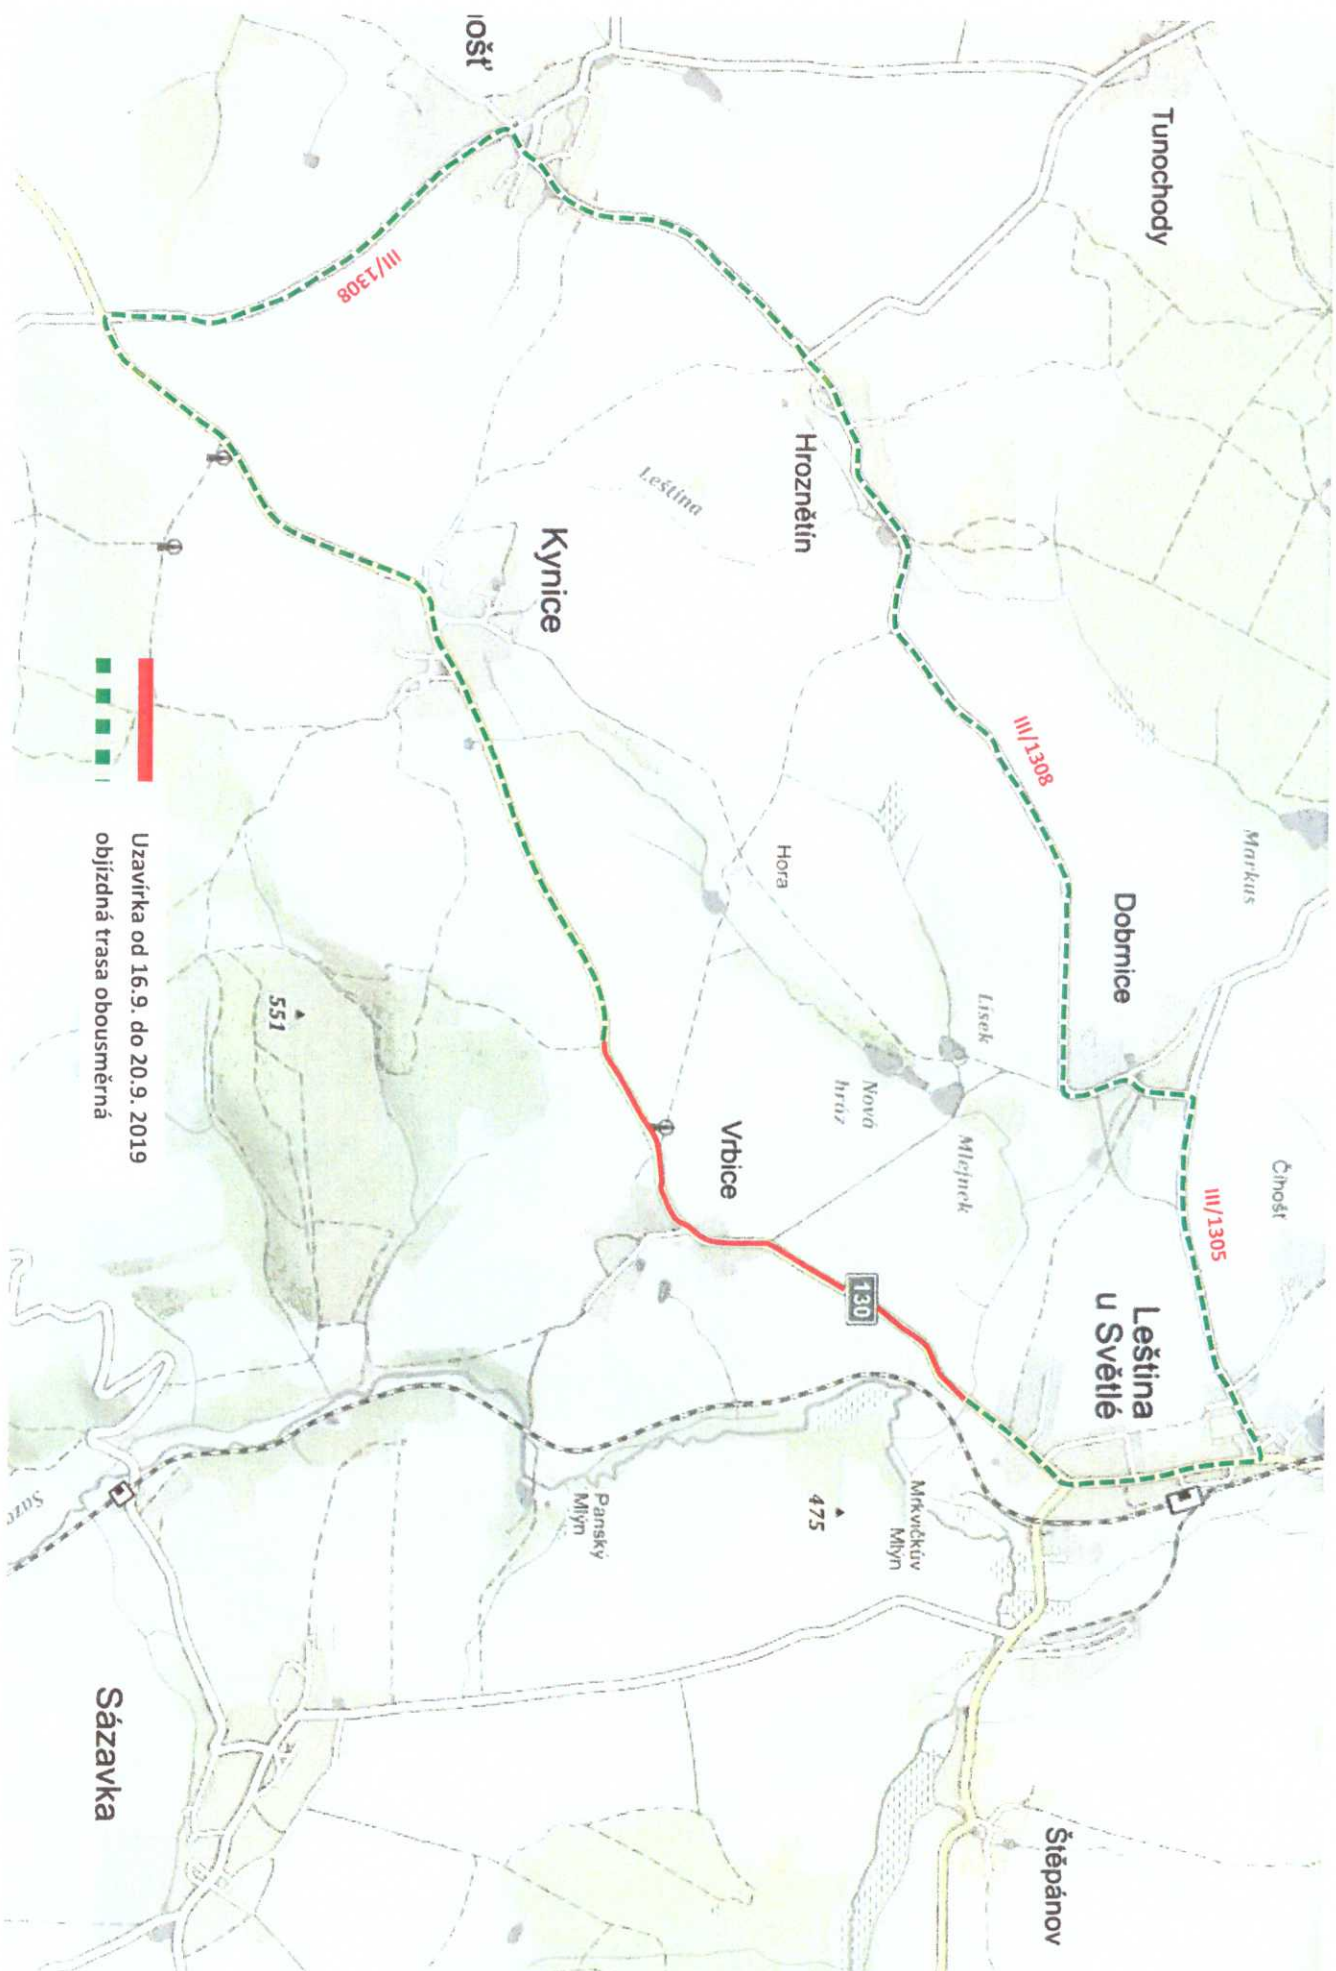 Markus
Čihošť
III/1305
Tunochody
Leština
u Světlé
Dobrnice
Štěpánov
III/1308
Lísek
Mlejnek
Mrkvičkův
Mlýn
Nová
hráz
130
475
Hroznětín
Hora
Vrbice
Leština
Panský
Mlýn
Kynice
ošť
III/1308
551
Uzavírka od 16.9. do 20.9. 2019
objízdná trasa obousměrná
Sázavka